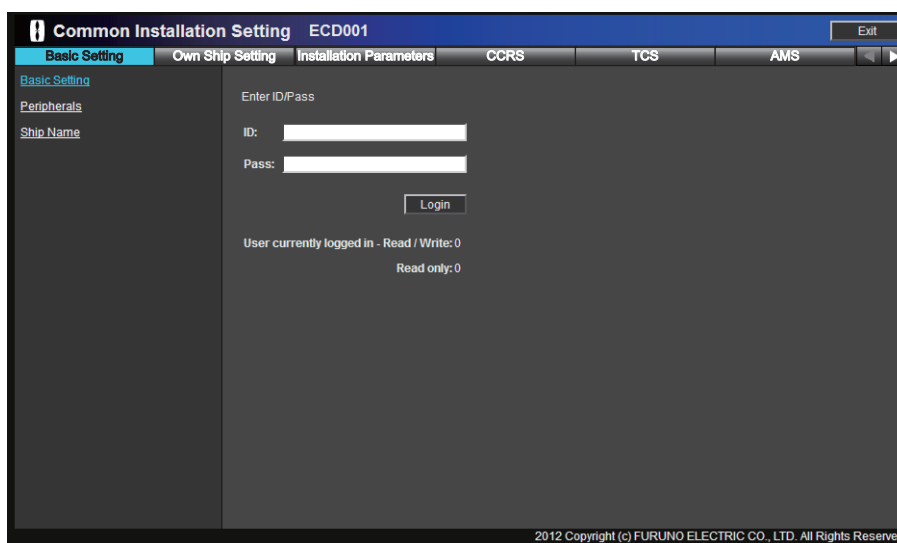 Common Installation Setting ECD001 Exit
Basic Setting Own Ship Setting Installation Parameters CCRS TCS AMS
Basic Setting
Peripherals
Ship Name
Enter ID/Pass
ID:
Pass:
Login
User currently logged in - Read / Write: 0
Read only: 0
2012 Copyright (c) FURUNO ELECTRIC CO., LTD. All Rights Reserve